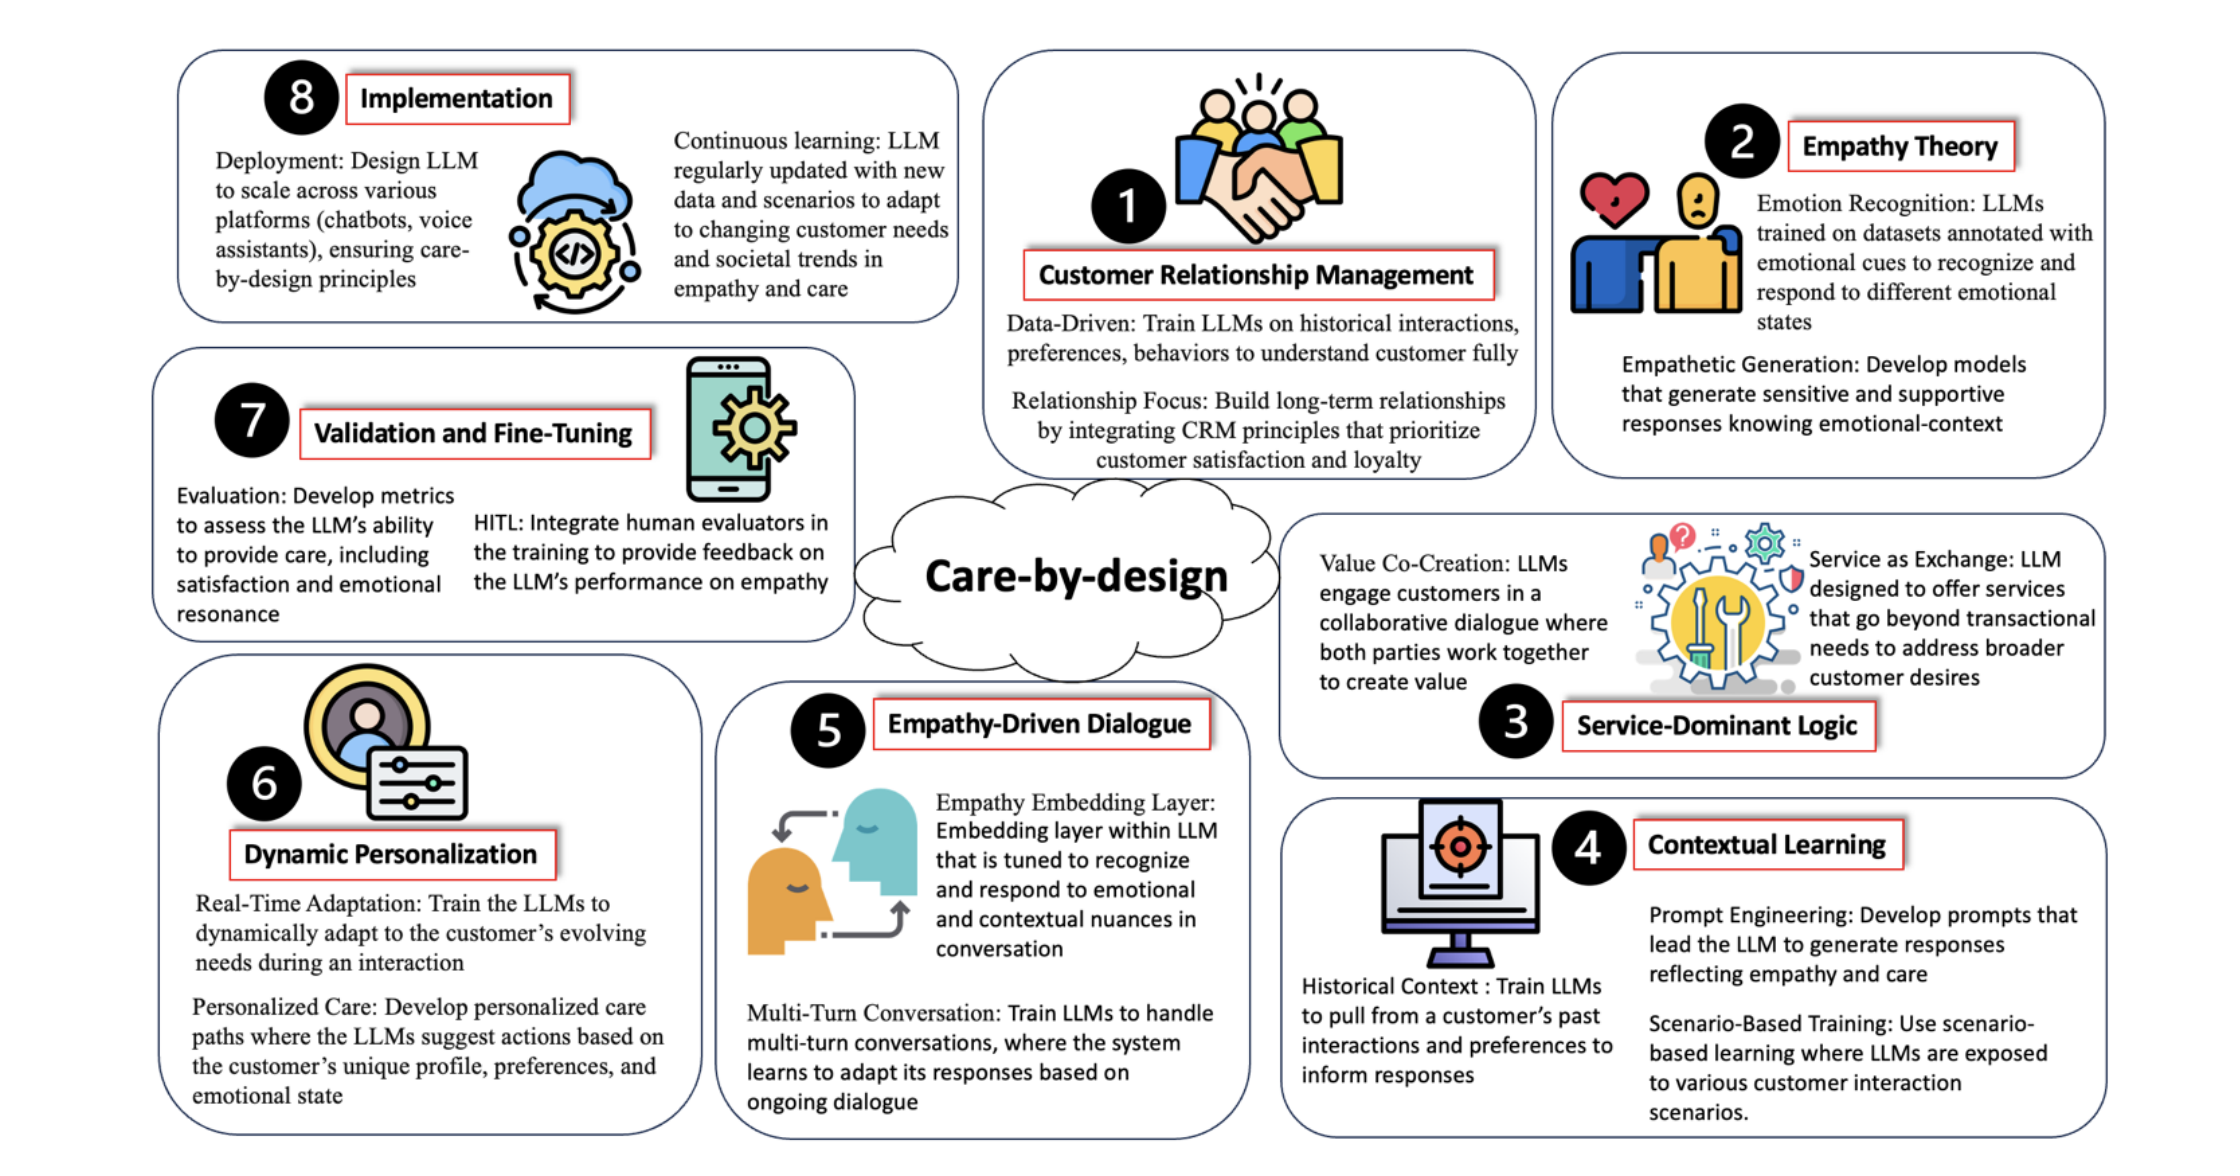 8
Implementation
Deployment: Design LLM
to scale across various
platforms (chatbots, voice
assistants), ensuring care-
by-design principles
</>
Continuous learning: LLM
regularly updated with new
data and scenarios to adapt
to changing customer needs
and societal trends in
empathy and care
1
Customer Relationship Management
Data-Driven: Train LLMs on historical interactions,
preferences, behaviors to understand customer fully
Relationship Focus: Build long-term relationships
by integrating CRM principles that prioritize
customer satisfaction and loyalty
2
Empathy Theory
Emotion Recognition: LLMs
trained on datasets annotated with
emotional cues to recognize and
respond to different emotional
states
Empathetic Generation: Develop models
that generate sensitive and supportive
responses knowing emotional-context
7
Validation and Fine-Tuning
Evaluation: Develop metrics
to assess the LLM’s ability
to provide care, including
satisfaction and emotional
resonance
HITL: Integrate human evaluators in
the training to provide feedback on
the LLM’s performance on empathy
Care-by-design
Value Co-Creation: LLMs
engage customers in a
collaborative dialogue where
both parties work together
to create value
?
Service as Exchange: LLM
designed to offer services
that go beyond transactional
needs to address broader
customer desires
3
Service-Dominant Logic
6
Dynamic Personalization
Real-Time Adaptation: Train the LLMs to
dynamically adapt to the customer’s evolving
needs during an interaction
Personalized Care: Develop personalized care
paths where the LLMs suggest actions based on
the customer’s unique profile, preferences, and
emotional state
5
Empathy-Driven Dialogue
Empathy Embedding Layer:
Embedding layer within LLM
that is tuned to recognize
and respond to emotional
and contextual nuances in
conversation
Multi-Turn Conversation: Train LLMs to handle
multi-turn conversations, where the system
learns to adapt its responses based on
ongoing dialogue
4
Contextual Learning
Historical Context : Train LLMs
to pull from a customer’s past
interactions and preferences to
inform responses
Prompt Engineering: Develop prompts that
lead the LLM to generate responses
reflecting empathy and care
Scenario-Based Training: Use scenario-
based learning where LLMs are exposed
to various customer interaction
scenarios.